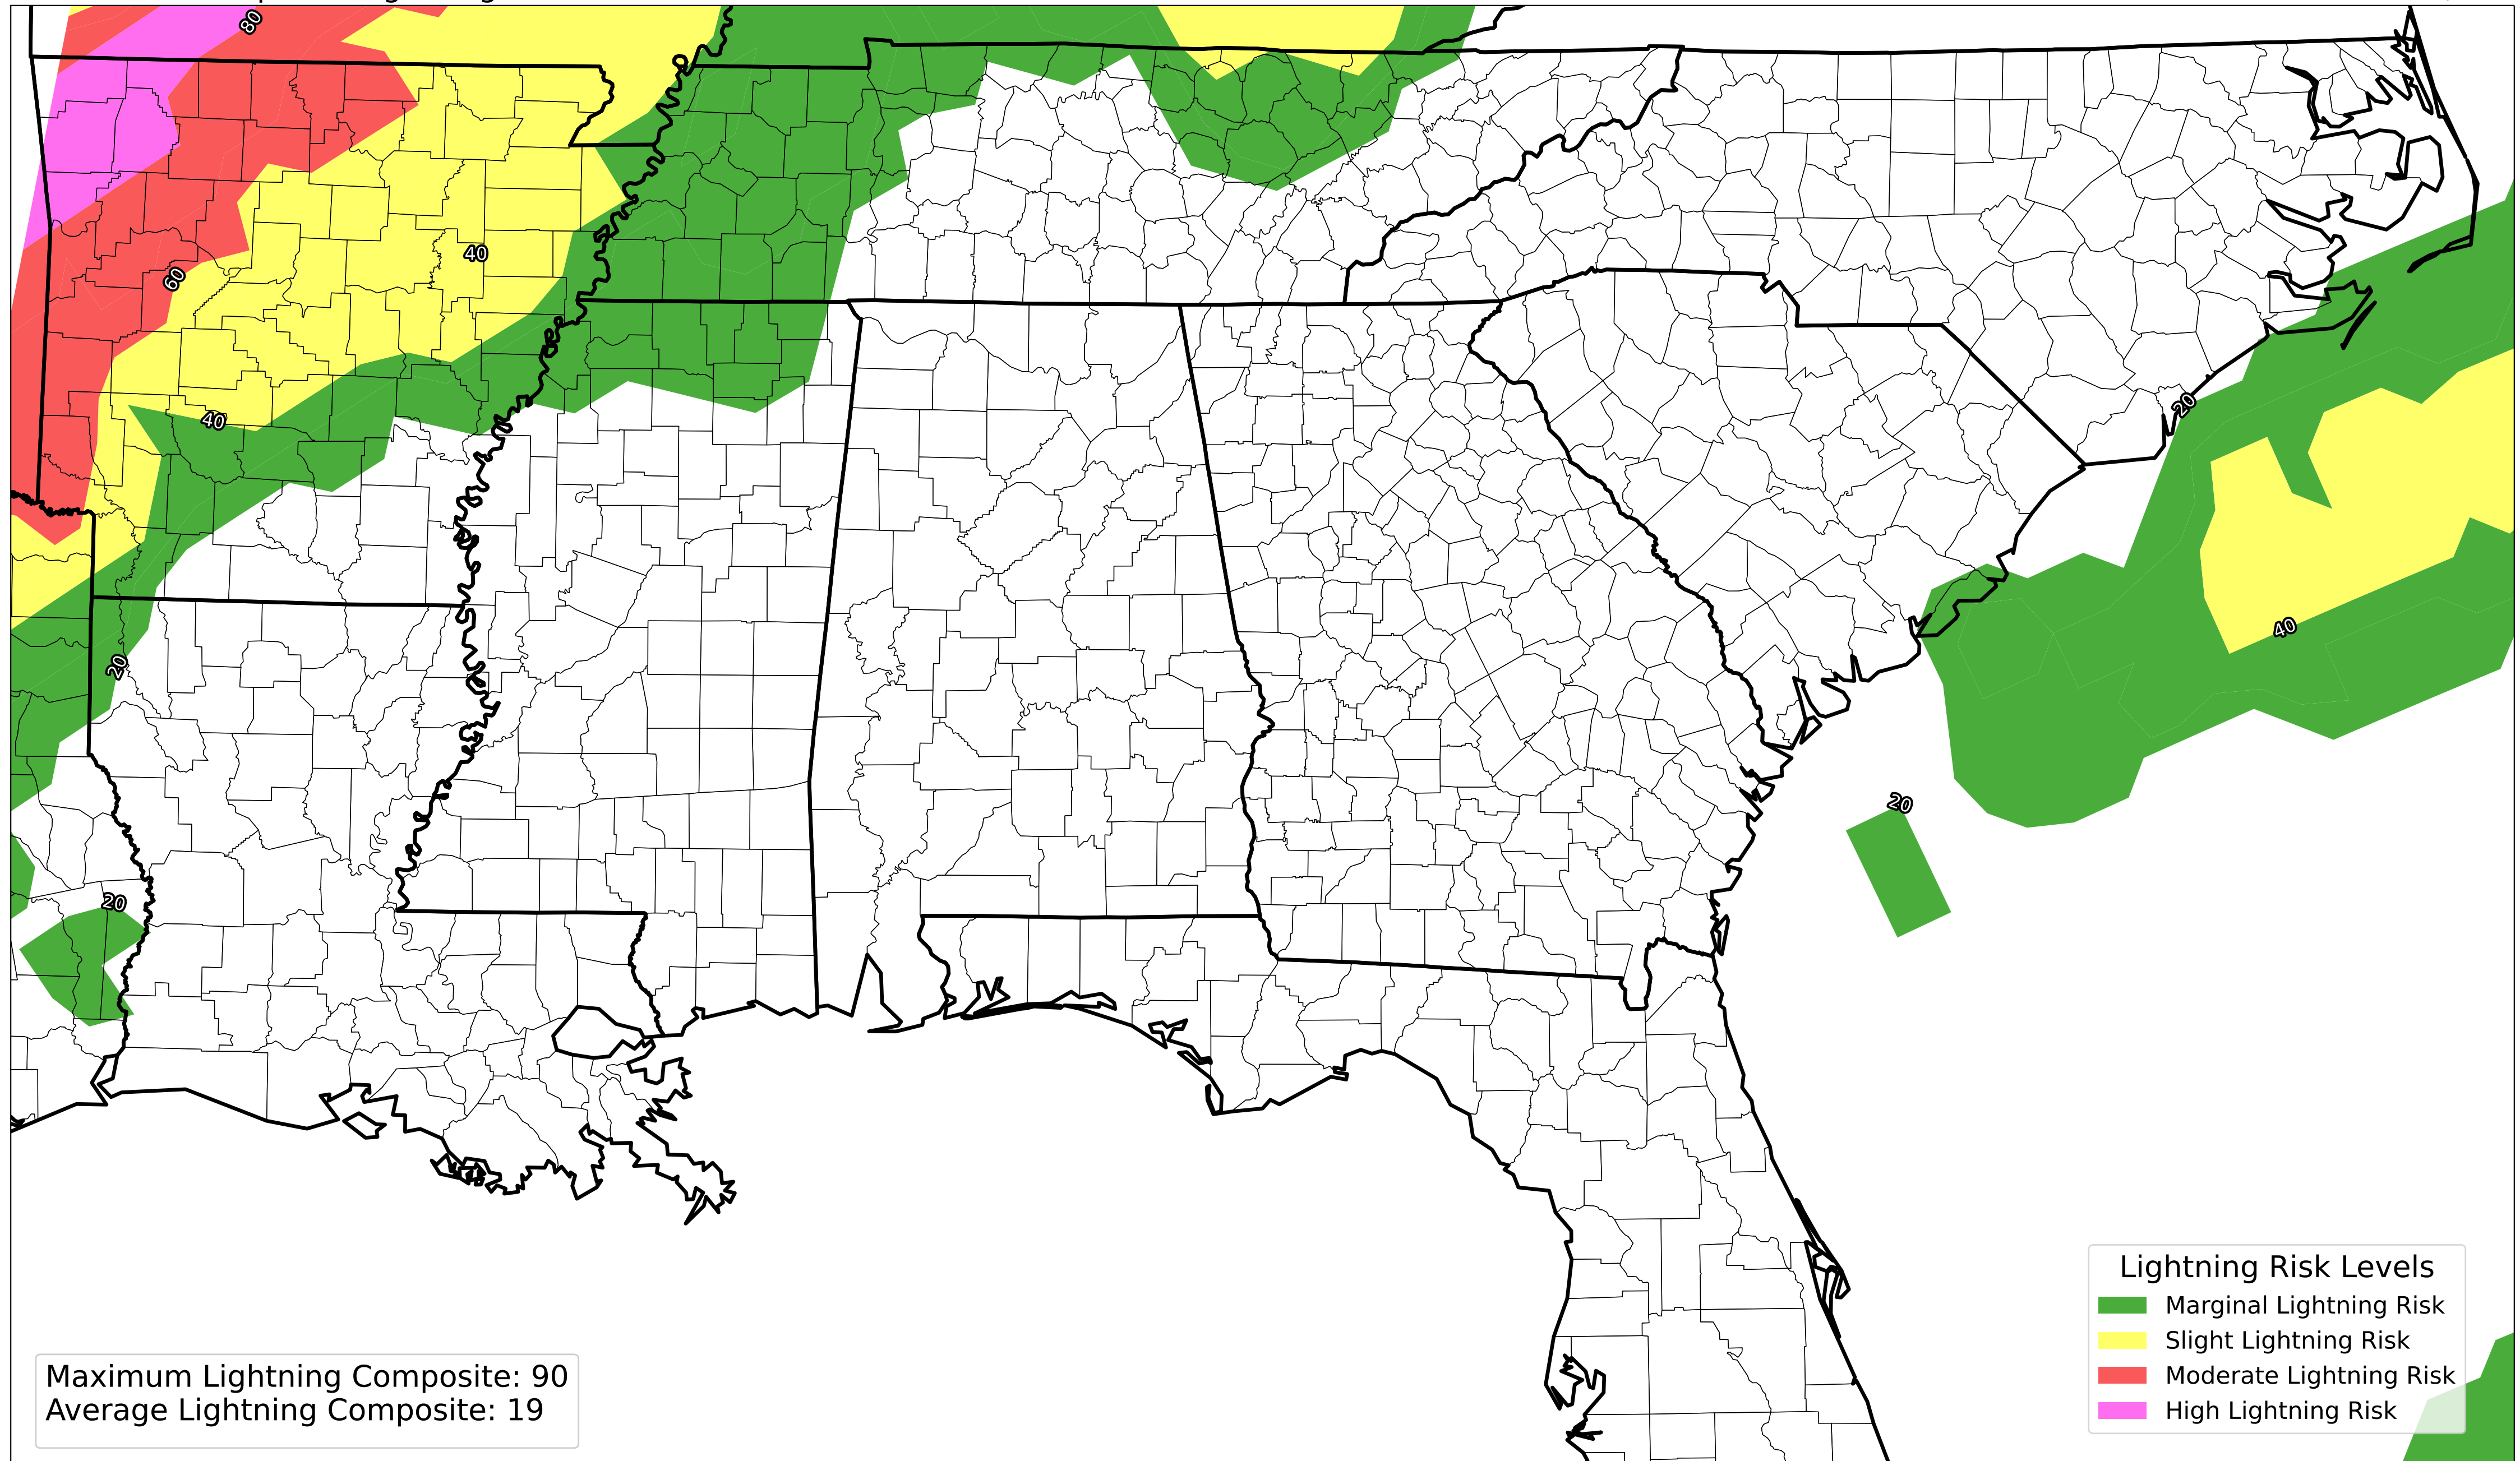 80
40
60
40
20
20
40
20
20
Lightning Risk Levels
Marginal Lightning Risk
Slight Lightning Risk
Moderate Lightning Risk
High Lightning Risk
Maximum Lightning Composite: 90
Average Lightning Composite: 19